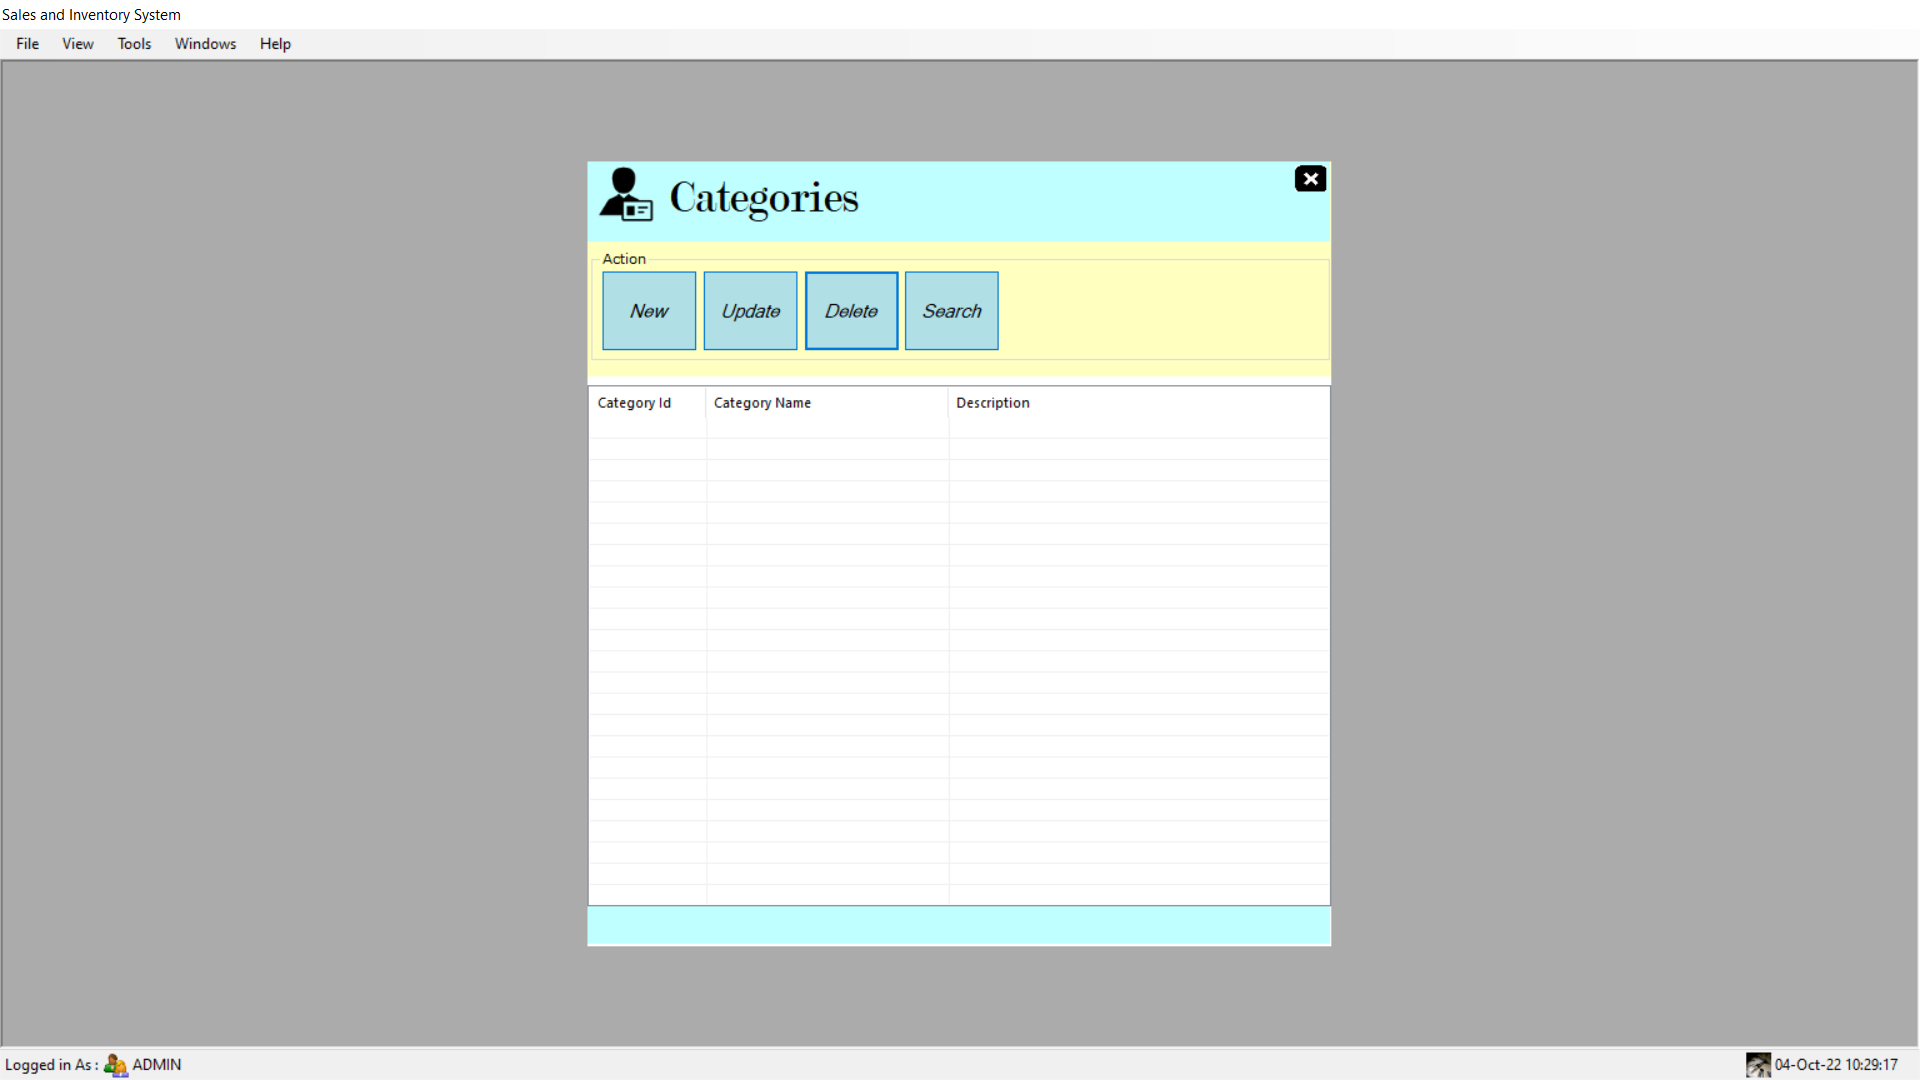 Sales and Inventory System
File View Tools Windows Help
Categories
Action
New Update Delete Search
Category Id Category Name Description
Logged in As : ADMIN 04-Oct-22 10:29:17